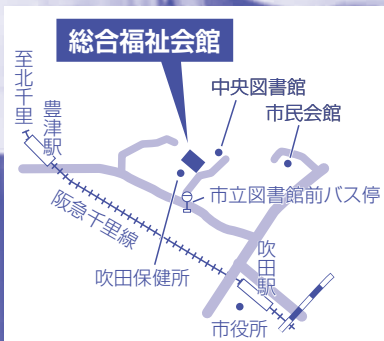 総合福祉会館
至北千里
豊津駅
中央図書館
市民会館
市立図書館前バス停
阪急千里線
吹田保健所
吹田駅
市役所